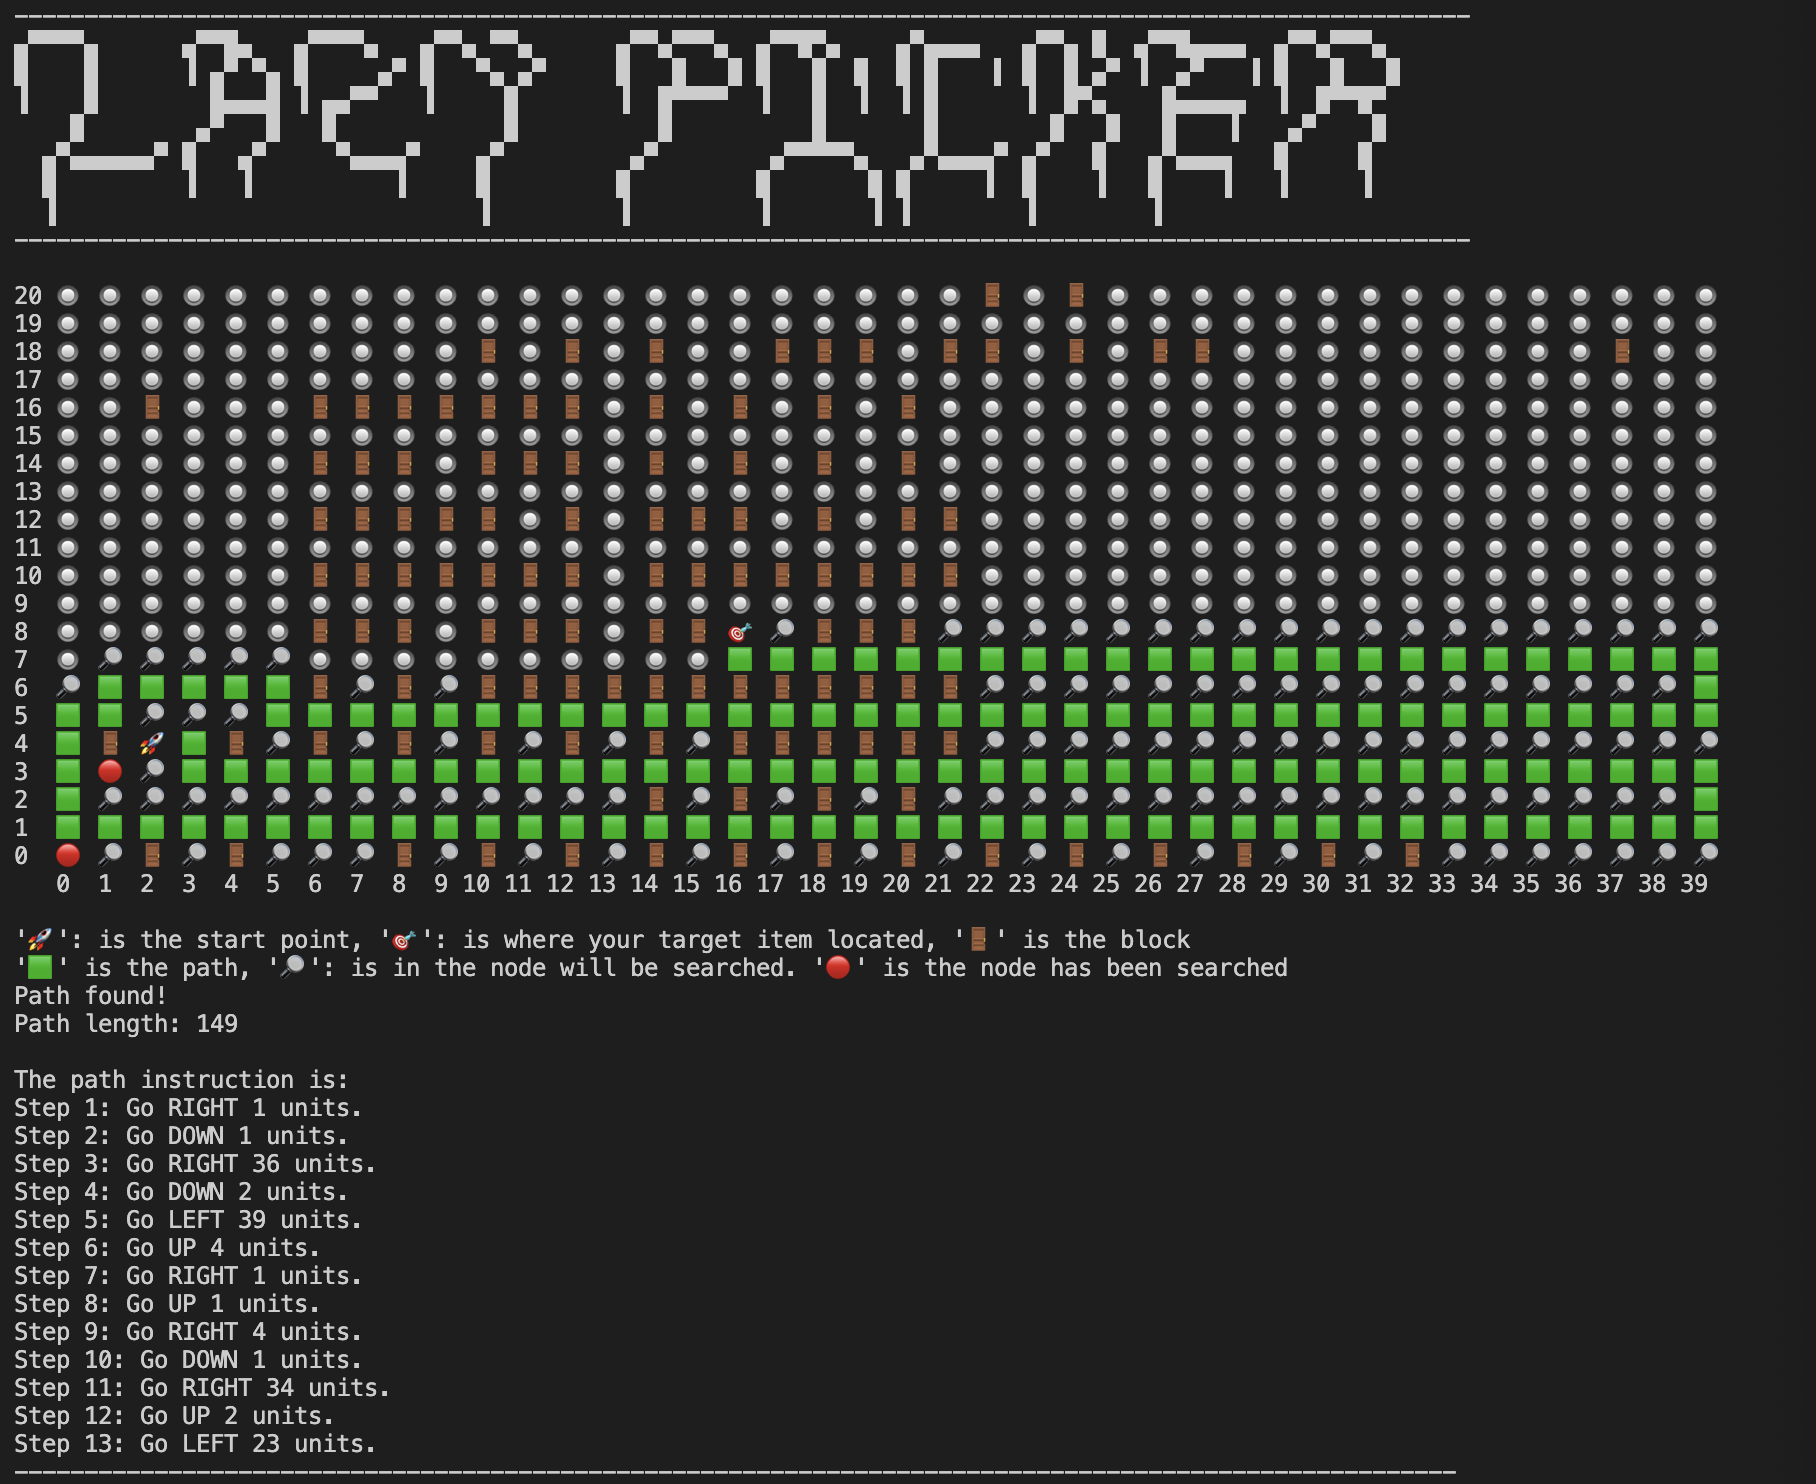 LAZY PICKER
20
19
18
17
16
15
14
13
12
11
10
9
8
7
6
5
4
3
2
1
0
0 1 2 3 4 5 6 7 8 9 10 11 12 13 14 15 16 17 18 19 20 21 22 23 24 25 26 27 28 29 30 31 32 33 34 35 36 37 38 39
'🚀': is the start point, '🎯': is where your target item located, '🚪' is the block
'🟩' is the path, '🔎': is in the node will be searched. '🔴' is the node has been searched
Path found!
Path length: 149
The path instruction is:
Step 1: Go RIGHT 1 units.
Step 2: Go DOWN 1 units.
Step 3: Go RIGHT 36 units.
Step 4: Go DOWN 2 units.
Step 5: Go LEFT 39 units.
Step 6: Go UP 4 units.
Step 7: Go RIGHT 1 units.
Step 8: Go UP 1 units.
Step 9: Go RIGHT 4 units.
Step 10: Go DOWN 1 units.
Step 11: Go RIGHT 34 units.
Step 12: Go UP 2 units.
Step 13: Go LEFT 23 units.